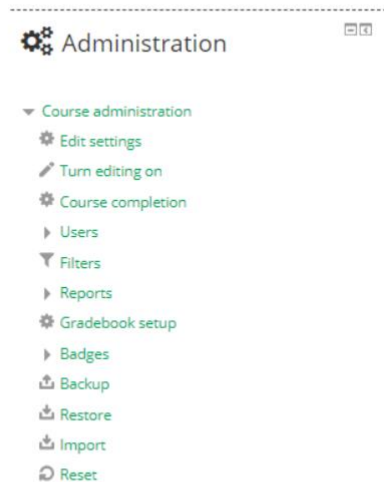 Administration
Course administration
Edit settings
Turn editing on
Course completion
Users
Filters
Reports
Gradebook setup
Badges
Backup
Restore
Import
Reset